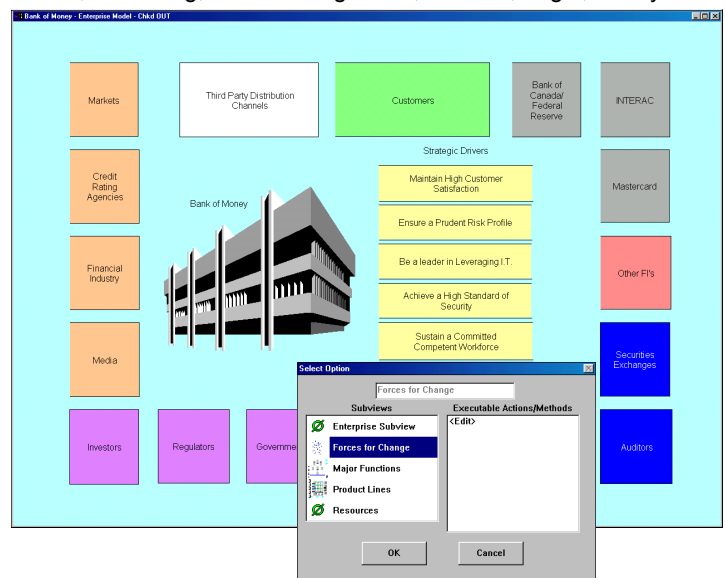 Bank of Money - Enterprise Model - Chkd OUT
Markets
Third Party Distribution
Channels
Customers
Bank of
Canada/
Federal
Reserve
INTERAC
Strategic Drivers
Credit
Rating
Agencies
Bank of Money
Maintain High Customer
Satisfaction
Mastercard
Ensure a Prudent Risk Profile
Financial
Industry
Be a leader in Leveraging I.T.
Other FI's
Achieve a High Standard of
Security
Media
Sustain a Committed
Competent Workforce
Securities
Exchanges
Investors
Regulators
Governme
Auditors
Select Option
Forces for Change
Subviews
Executable Actions/Methods
Enterprise Subview
<Edit>
Forces for Change
Major Functions
Product Lines
Resources
OK
Cancel